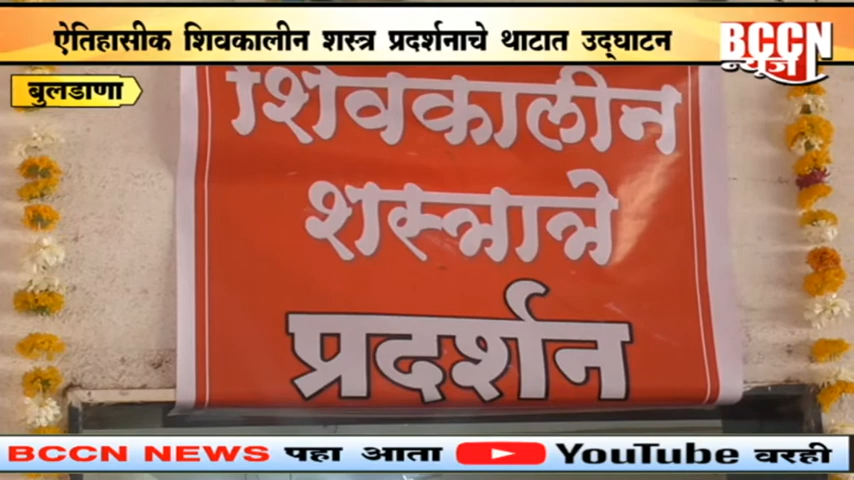 ऐतिहासीक शिवकालीन शस्त्र प्रदर्शनाचे थाटात उद्घाटन
BCCN
न्यूज
बुलडाणा
शिवकालीन
शस्त्रास्त्रे
प्रदर्शन
BCCN NEWS पहा आता YouTube वरही